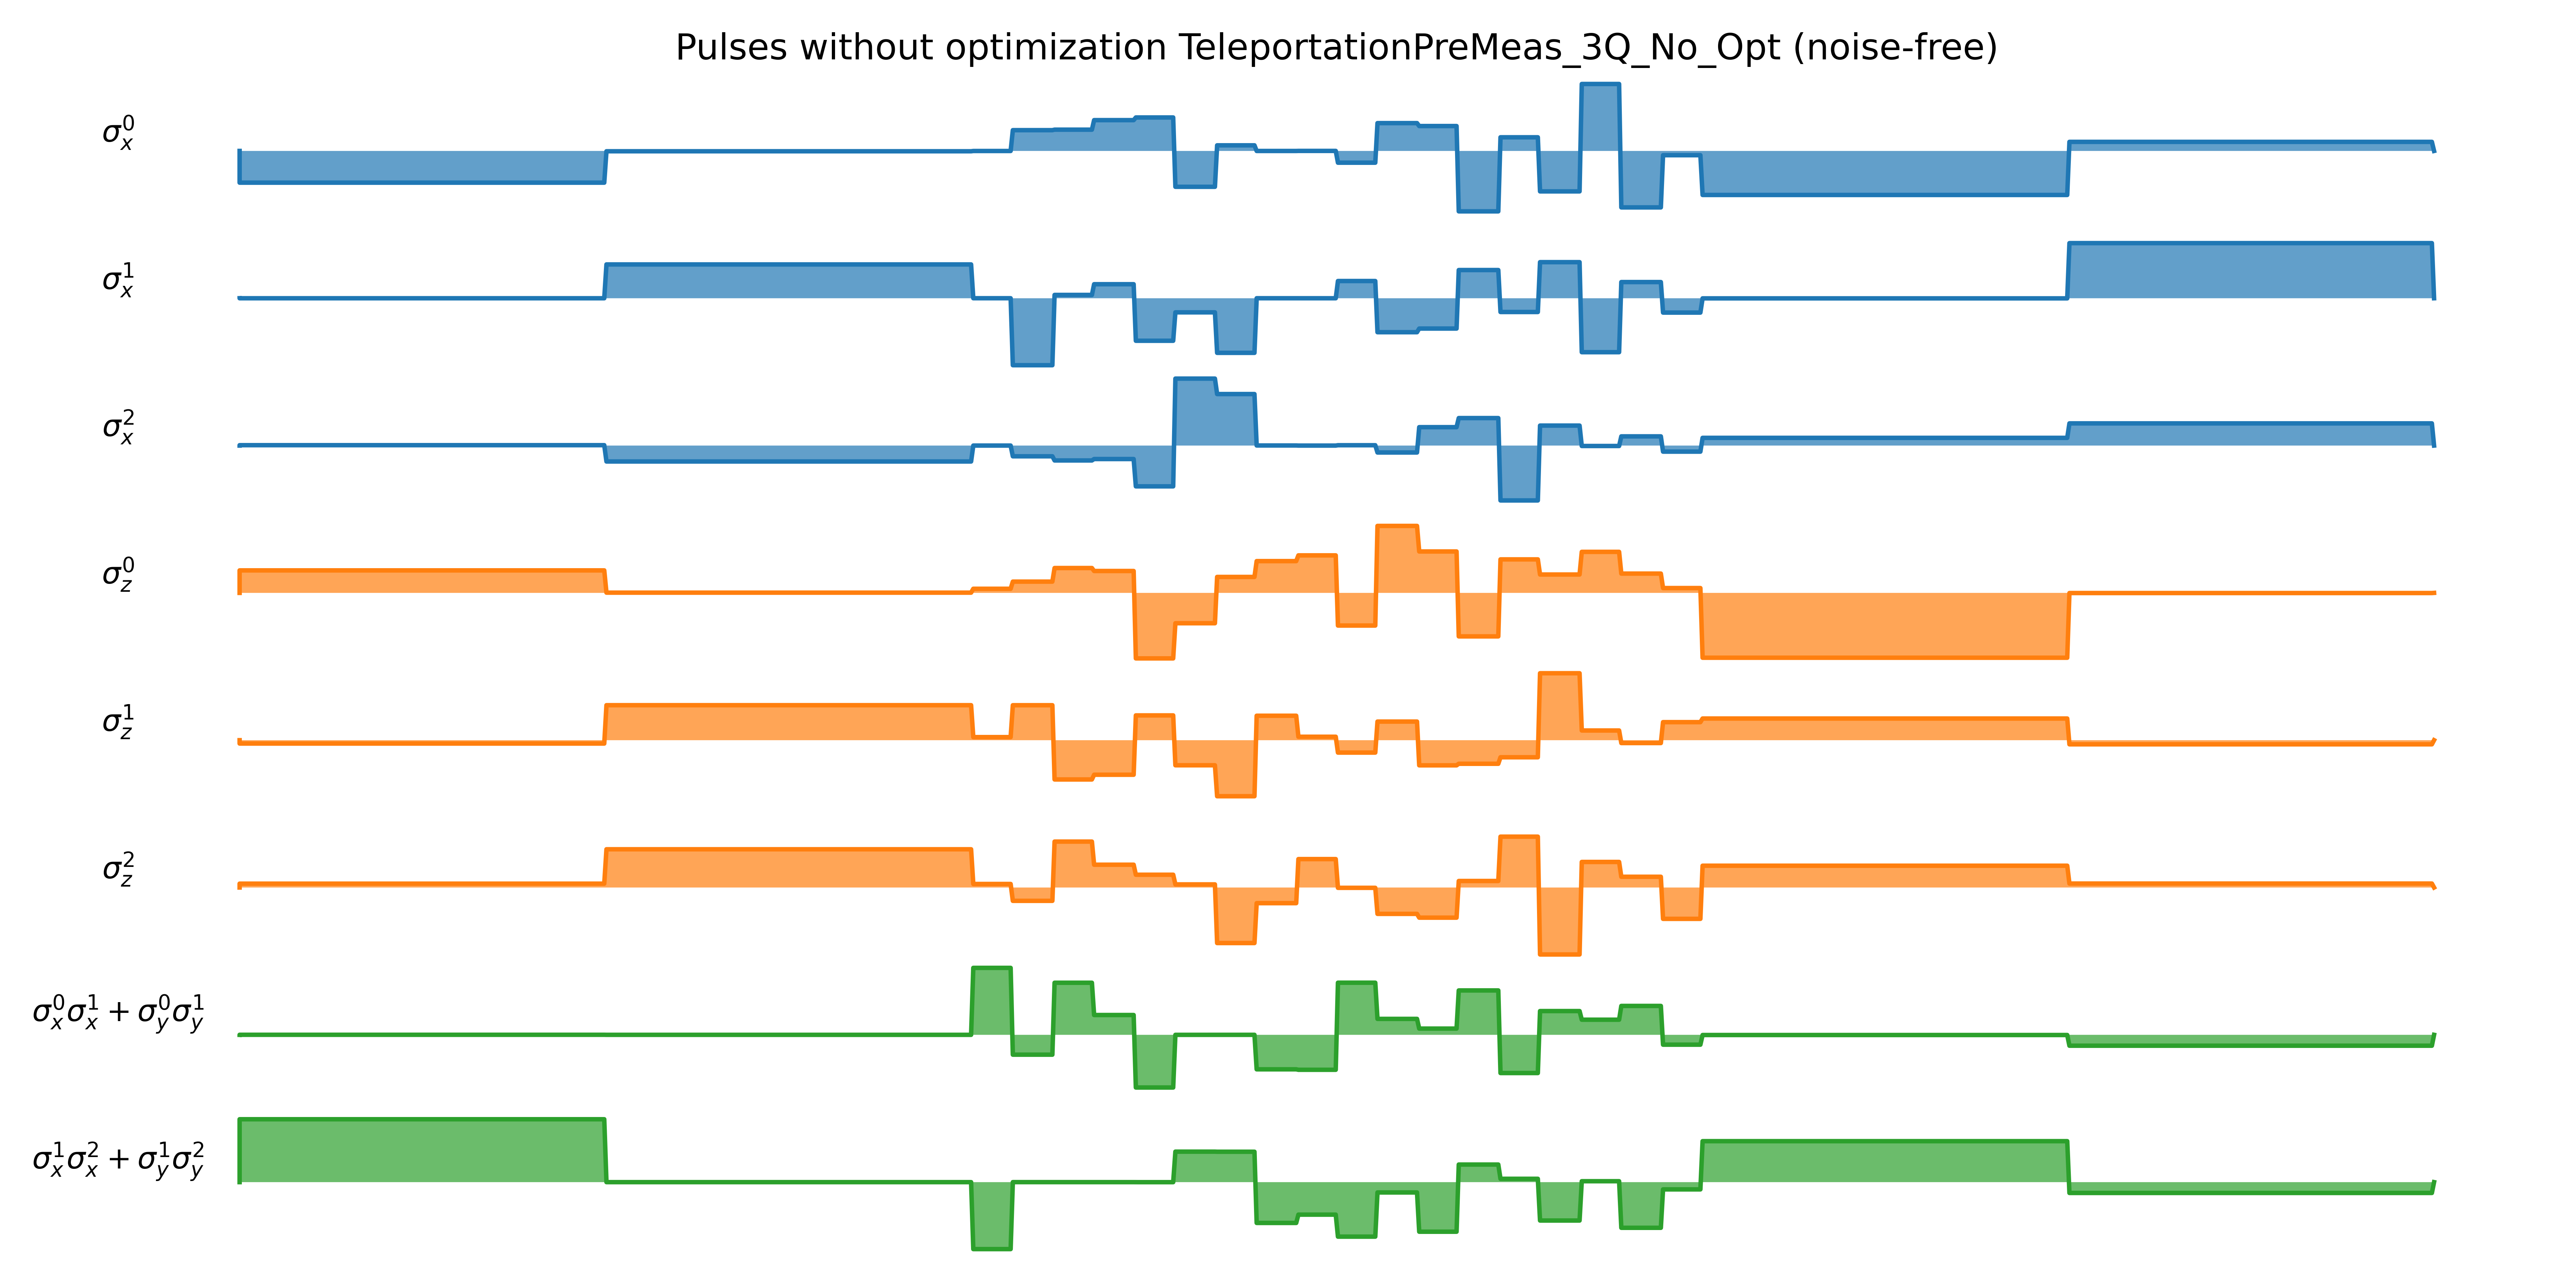 Pulses without optimization TeleportationPreMeas_3Q_No_Opt (noise-free)
σ_x^0
σ_x^1
σ_x^2
σ_z^0
σ_z^1
σ_z^2
σ_x^0σ_x^1 + σ_y^0σ_y^1
σ_x^1σ_x^2 + σ_y^1σ_y^2